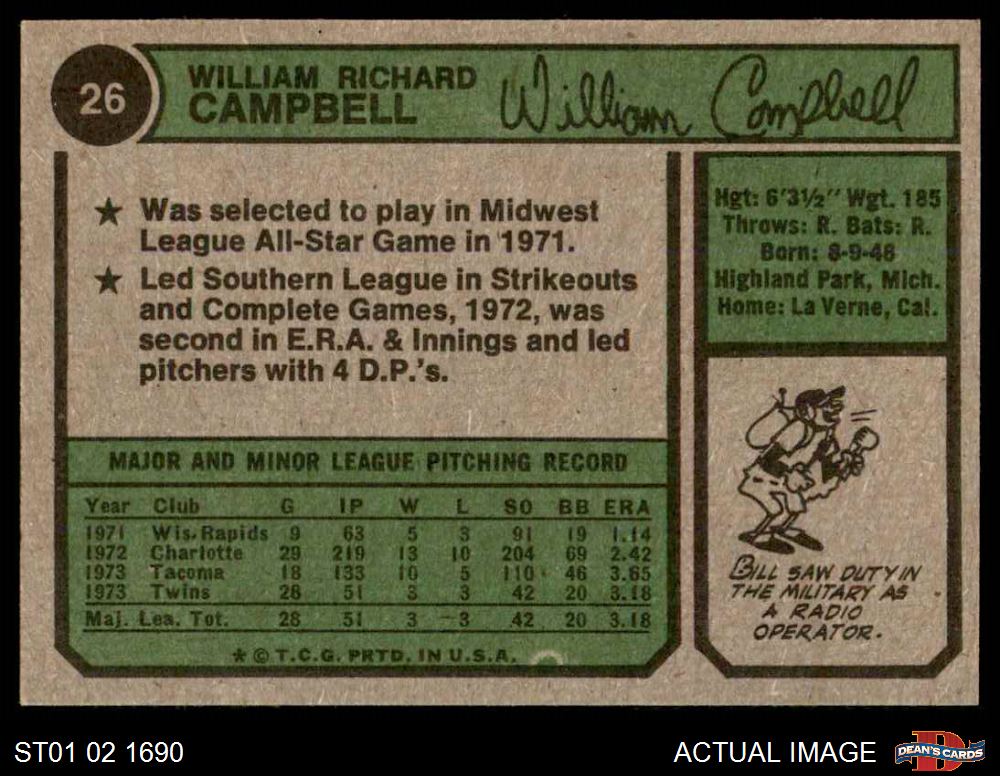 26
WILLIAM RICHARD
CAMPBELL
William Campbell
★ Was selected to play in Midwest
League All-Star Game in 1971.
★ Led Southern League in Strikeouts
and Complete Games, 1972, was
second in E.R.A. & Innings and led
pitchers with 4 D.P.'s.
Hgt: 6'3½" Wgt. 185
Throws: R. Bats: R.
Born: 8-9-48
Highland Park, Mich.
Home: La Verne, Cal.
MAJOR AND MINOR LEAGUE PITCHING RECORD
Year Club G IP W L SO BB ERA
1971 Wis. Rapids 9 63 5 3 91 19 1.14
1972 Charlotte 29 219 13 10 204 69 2.42
1973 Tacoma 18 133 10 5 110 46 3.65
1973 Twins 28 51 3 3 42 20 3.18
Maj. Lea. Tot. 28 51 3 3 42 20 3.18
★ © T.C.G. PRTD. IN U.S.A.
BILL SAW DUTY IN
THE MILITARY AS
A RADIO
OPERATOR.
ST01 02 1690
ACTUAL IMAGE
DEAN'S CARDS